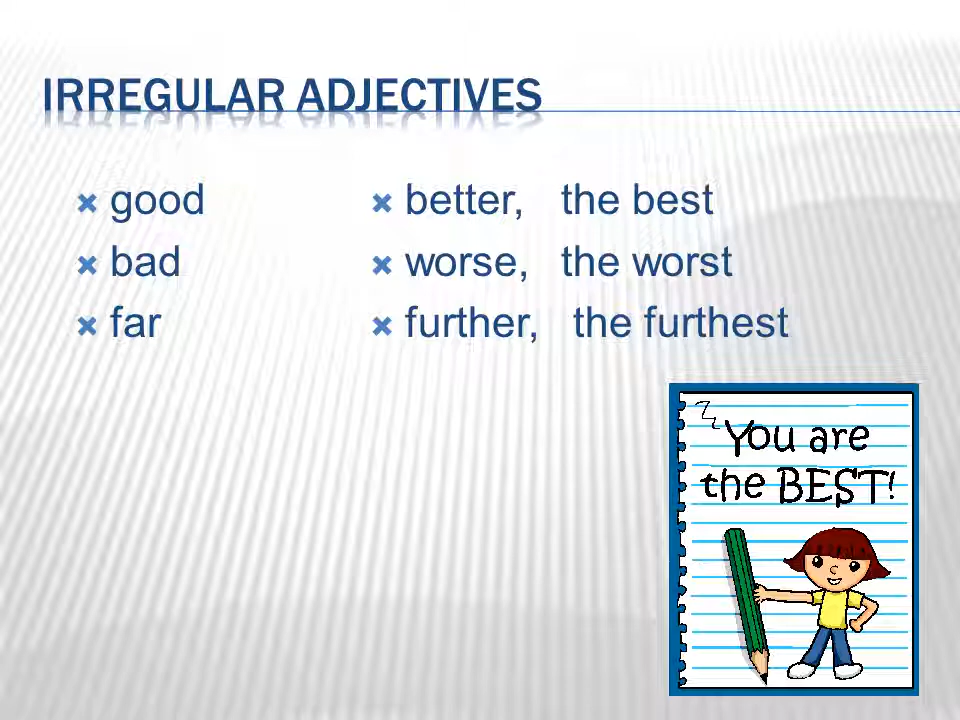 IRREGULAR ADJECTIVES
good better, the best
bad worse, the worst
far further, the furthest
You are
the BEST!